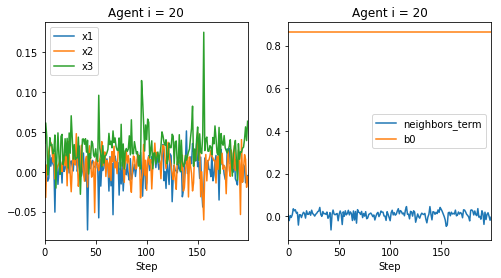 Agent i = 20
x1
x2
x3
0.15
0.10
0.05
0.00
−0.05
0
50
100
150
Step
Agent i = 20
neighbors_term
b0
0.8
0.6
0.4
0.2
0.0
0
50
100
150
Step